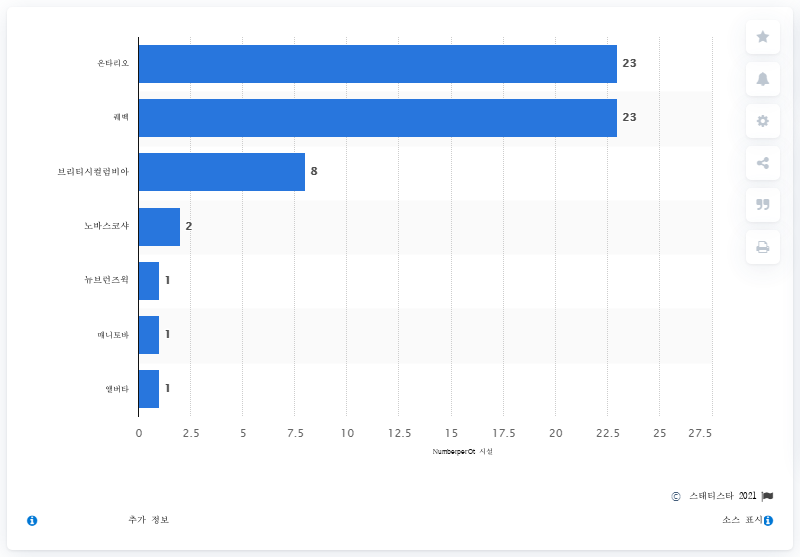 온타리오 23
퀘벡 23
브리티시컬럼비아 8
노바스코샤 2
뉴브런즈윅 1
매니토바 1
앨버타 1
0 2.5 5 7.5 10 12.5 15 17.5 20 22.5 25 27.5
NumberperOt 시설
© 스태티스타 2021
추가 정보 소스 표시